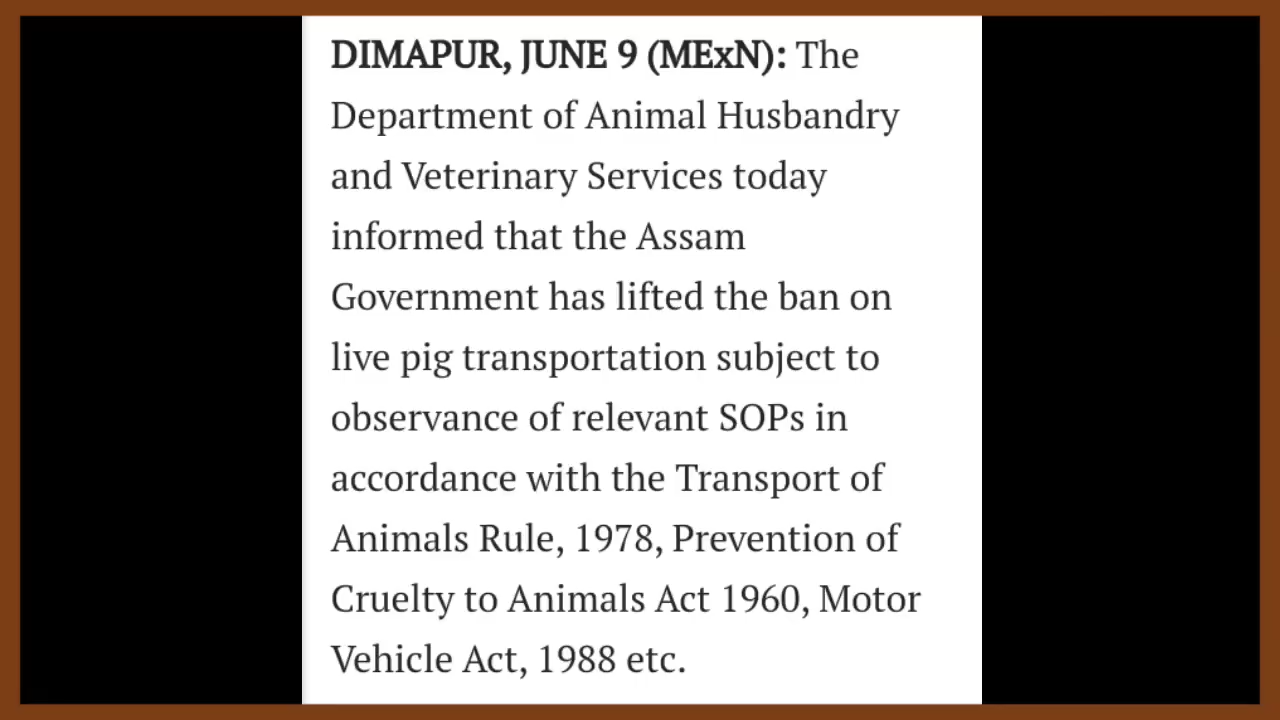 DIMAPUR, JUNE 9 (MExN): The
Department of Animal Husbandry
and Veterinary Services today
informed that the Assam
Government has lifted the ban on
live pig transportation subject to
observance of relevant SOPs in
accordance with the Transport of
Animals Rule, 1978, Prevention of
Cruelty to Animals Act 1960, Motor
Vehicle Act, 1988 etc.